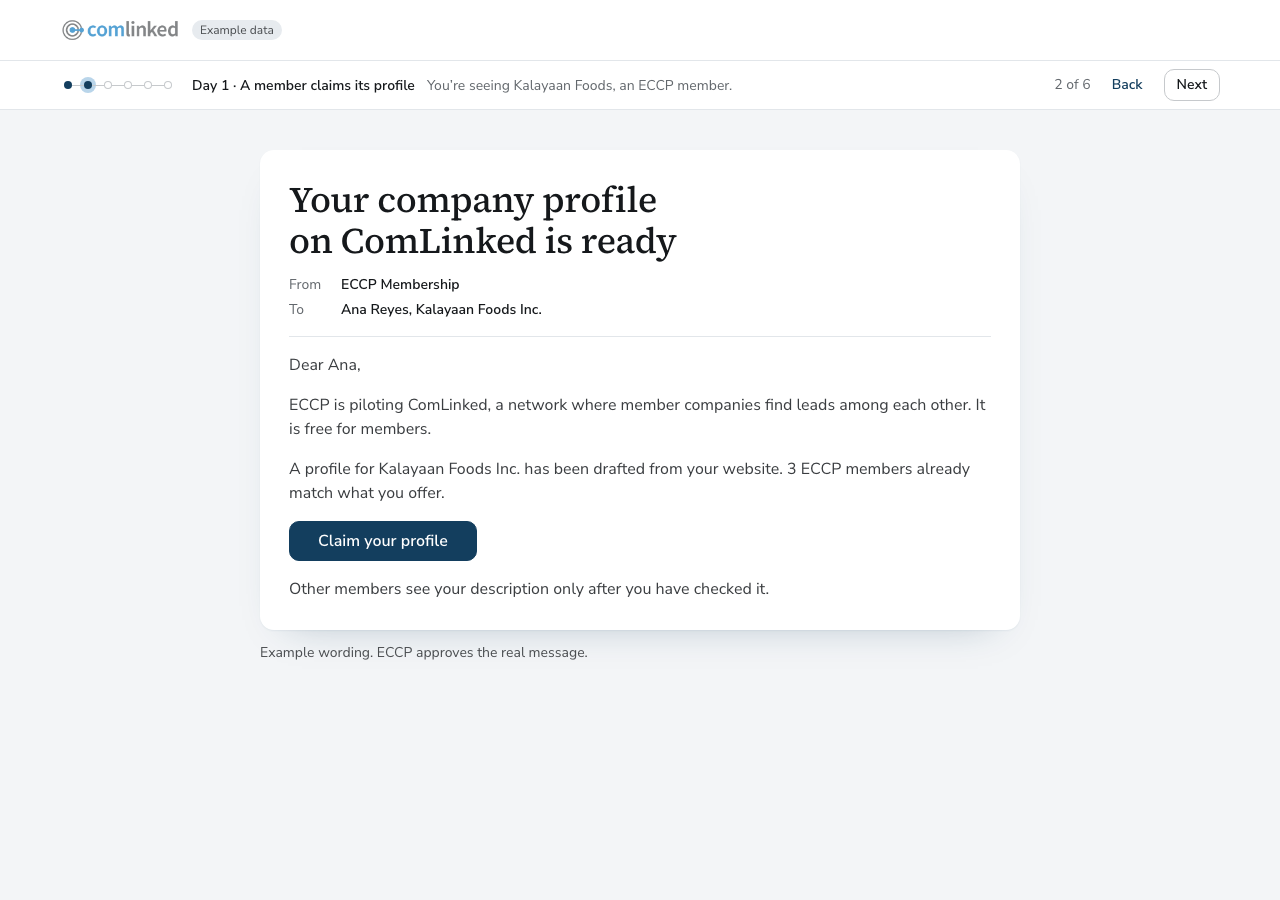 comlinked
Example data
Day 1 · A member claims its profile
You’re seeing Kalayaan Foods, an ECCP member.
2 of 6
Back
Next
Your company profile
on ComLinked is ready
From ECCP Membership
To Ana Reyes, Kalayaan Foods Inc.
Dear Ana,
ECCP is piloting ComLinked, a network where member companies find leads among each other. It
is free for members.
A profile for Kalayaan Foods Inc. has been drafted from your website. 3 ECCP members already
match what you offer.
Claim your profile
Other members see your description only after you have checked it.
Example wording. ECCP approves the real message.